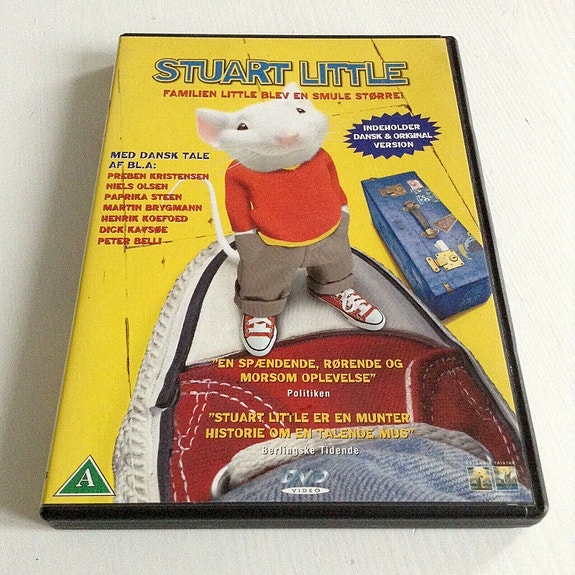 STUART LITTLE
FAMILIEN LITTLE BLEV EN SMULE STØRRE!
INDEHOLDER
DANSK & ORIGINAL
VERSION
MED DANSK TALE
AF BL.A:
PREBEN KRISTENSEN
NIELS OLSEN
PAPRIKA STEEN
MARTIN BRYGMANN
HENRIK KOEFOED
DICK KAYSØE
PETER BELLI
"EN SPÆNDENDE, RØRENDE OG
MORSOM OPLEVELSE"
Politiken
"STUART LITTLE ER EN MUNTER
HISTORIE OM EN TALENDE MUS"
Berlingske Tidende
A
DVD
VIDEO